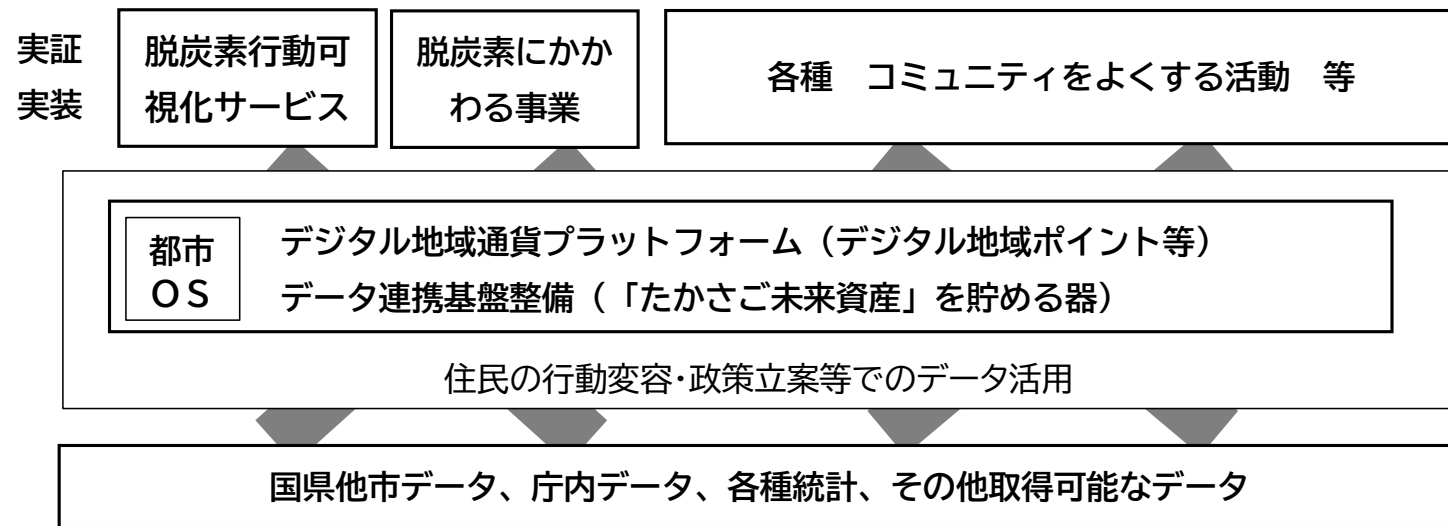 実証
実装
脱炭素行動可
視化サービス
脱炭素にかか
わる事業
各種　コミュニティをよくする活動　等
都市
ＯＳ
デジタル地域通貨プラットフォーム（デジタル地域ポイント等）
データ連携基盤整備（「たかさご未来資産」を貯める器）
住民の行動変容･政策立案等でのデータ活用
国県他市データ、庁内データ、各種統計、その他取得可能なデータ